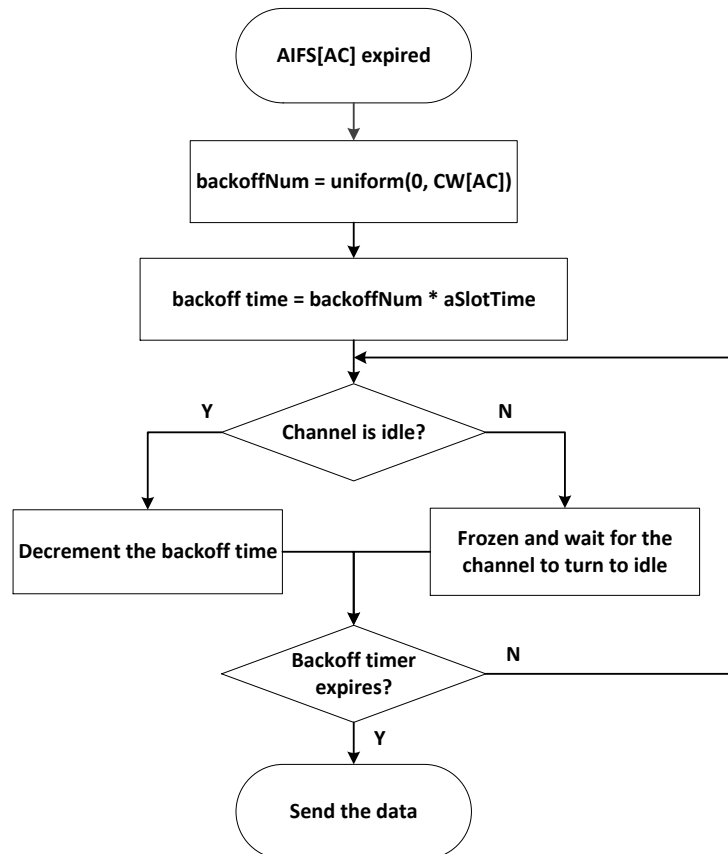 AIFS[AC] expired
backoffNum = uniform(0, CW[AC])
backoff time = backoffNum * aSlotTime
Y
N
Channel is idle?
Decrement the backoff time
Frozen and wait for the
channel to turn to idle
Backoff timer
expires?
N
Y
Send the data